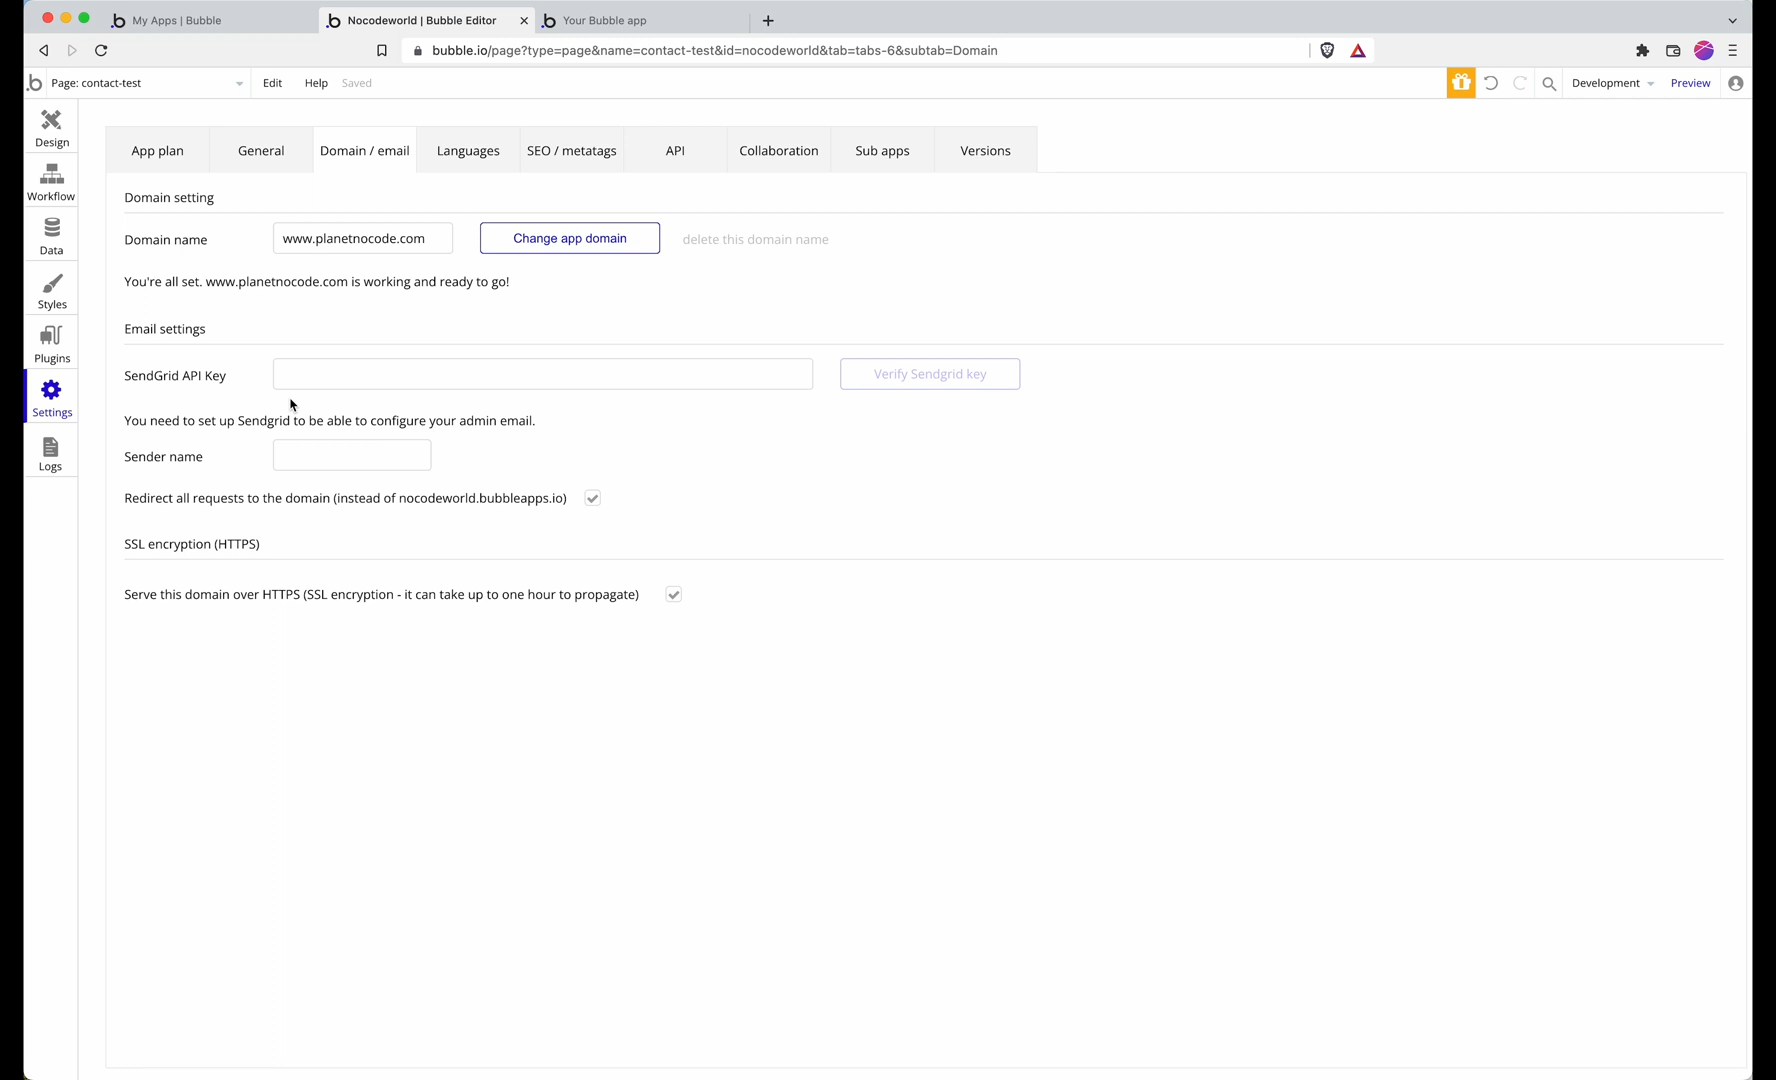 My Apps | Bubble
Nocodeworld | Bubble Editor
Your Bubble app
bubble.io/page?type=page&name=contact-test&id=nocodeworld&tab=tabs-6&subtab=Domain
Page: contact-test
Edit
Help
Saved
Development
Preview
Design
Workflow
Data
Styles
Plugins
Settings
Logs
App plan
General
Domain / email
Languages
SEO / metatags
API
Collaboration
Sub apps
Versions
Domain setting
Domain name
www.planetnocode.com
Change app domain
delete this domain name
You're all set. www.planetnocode.com is working and ready to go!
Email settings
SendGrid API Key
Verify Sendgrid key
You need to set up Sendgrid to be able to configure your admin email.
Sender name
Redirect all requests to the domain (instead of nocodeworld.bubbleapps.io)
SSL encryption (HTTPS)
Serve this domain over HTTPS (SSL encryption - it can take up to one hour to propagate)